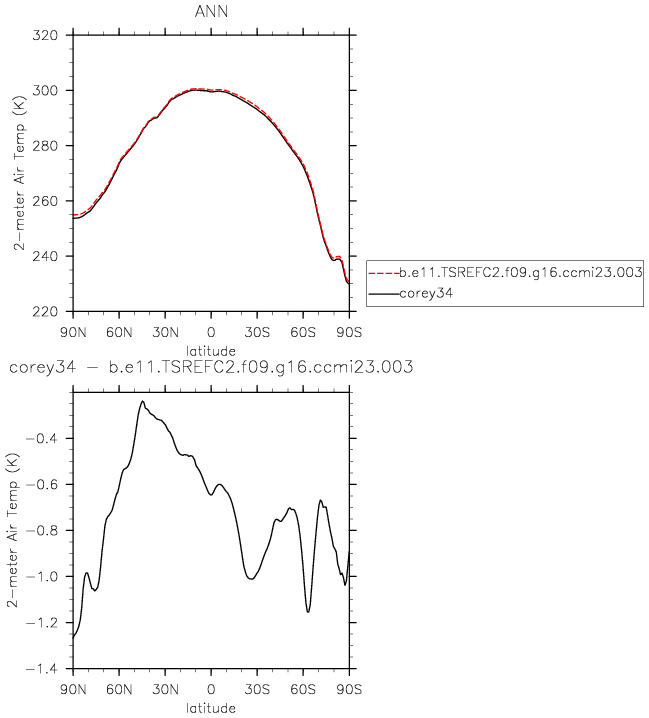 ANN
320
300
280
260
240
220
2-meter Air Temp (K)
90N 60N 30N 0 30S 60S 90S
latitude
b.e11.TSREFC2.f09.g16.ccmi23.003
corey34
corey34 - b.e11.TSREFC2.f09.g16.ccmi23.003
-0.4
-0.6
-0.8
-1.0
-1.2
-1.4
2-meter Air Temp (K)
90N 60N 30N 0 30S 60S 90S
latitude